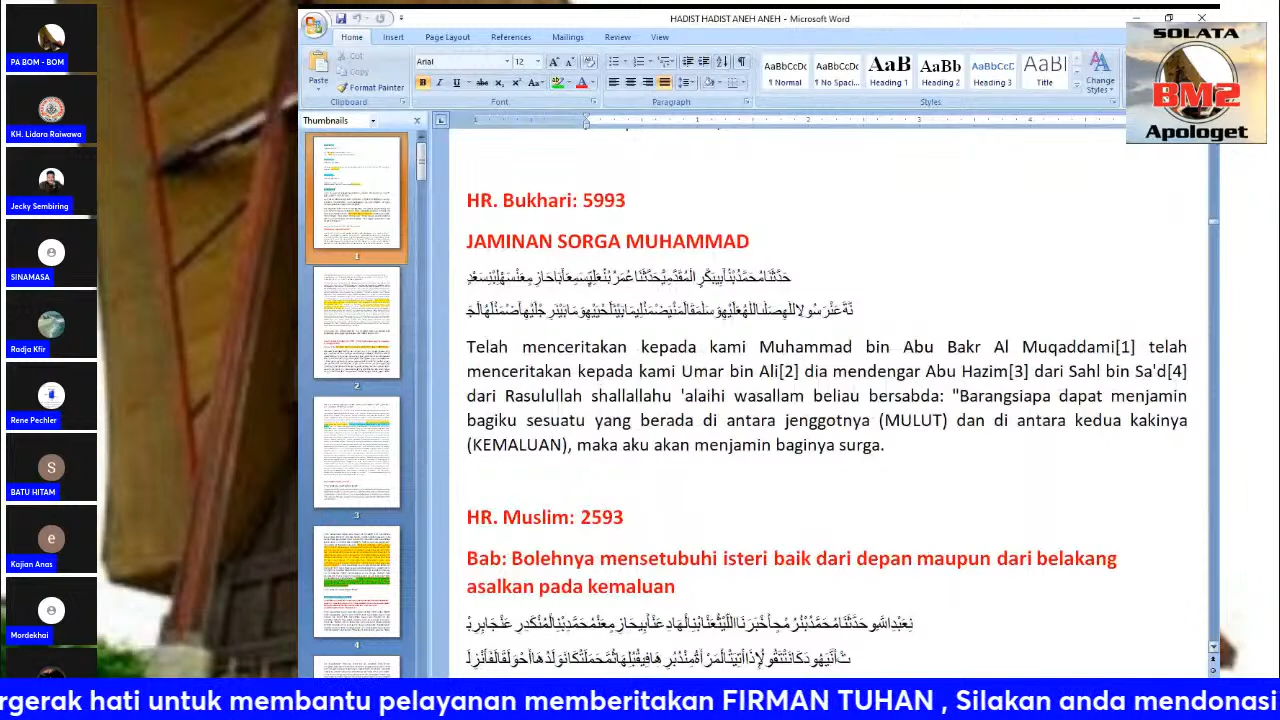 HADIST HADIST ANEH ANEH - Microsoft Word
Home Insert Page Layout References Mailings Review View
Paste Cut Copy Format Painter
Arial 12
AaBbCcDc AaBbCcDc AaB AaBb AaBbCc AaBl
¶ Normal ¶ No Spaci... Heading 1 Heading 2 Heading 3 Title
Change Styles
Clipboard Font Paragraph Styles
Thumbnails
1
2
3
4
PA BOM - BOM
KH. Lidara Raiwawa
Jecky Sembiring
SINAMASA
Radja Kfir
Rene Pechler
S
BATU HITAM
e
Kajian Anas
Mordekhai
SOLATA
BM2
Apologet
HR. Bukhari: 5993
JAMINAN SORGA MUHAMMAD
Telah menceritakan kepada kami Muhammad bin Abu Bakr Al Muqaddami[1] telah
menceritakan kepada kami Umar bin Ali[2] dia mendengar Abu Hazim[3] dari Sahl bin Sa'd[4]
dari Rasulullah shallallahu 'alaihi wasallam beliau bersabda: "Barangsiapa dapat menjamin
bagiku sesuatu yang berada di antara jenggotnya (MULUT) dan di antara kedua kakinya
(KEMALUAN), maka aku akan menjamin baginya surga.
HR. Muslim: 2593
Bab: Bolehnya mensetubuhi isteri baik dari depan maupun dari belakang
asalkan pada kemaluan
rgerak hati untuk membantu pelayanan memberitakan FIRMAN TUHAN , Silakan anda mendonasi